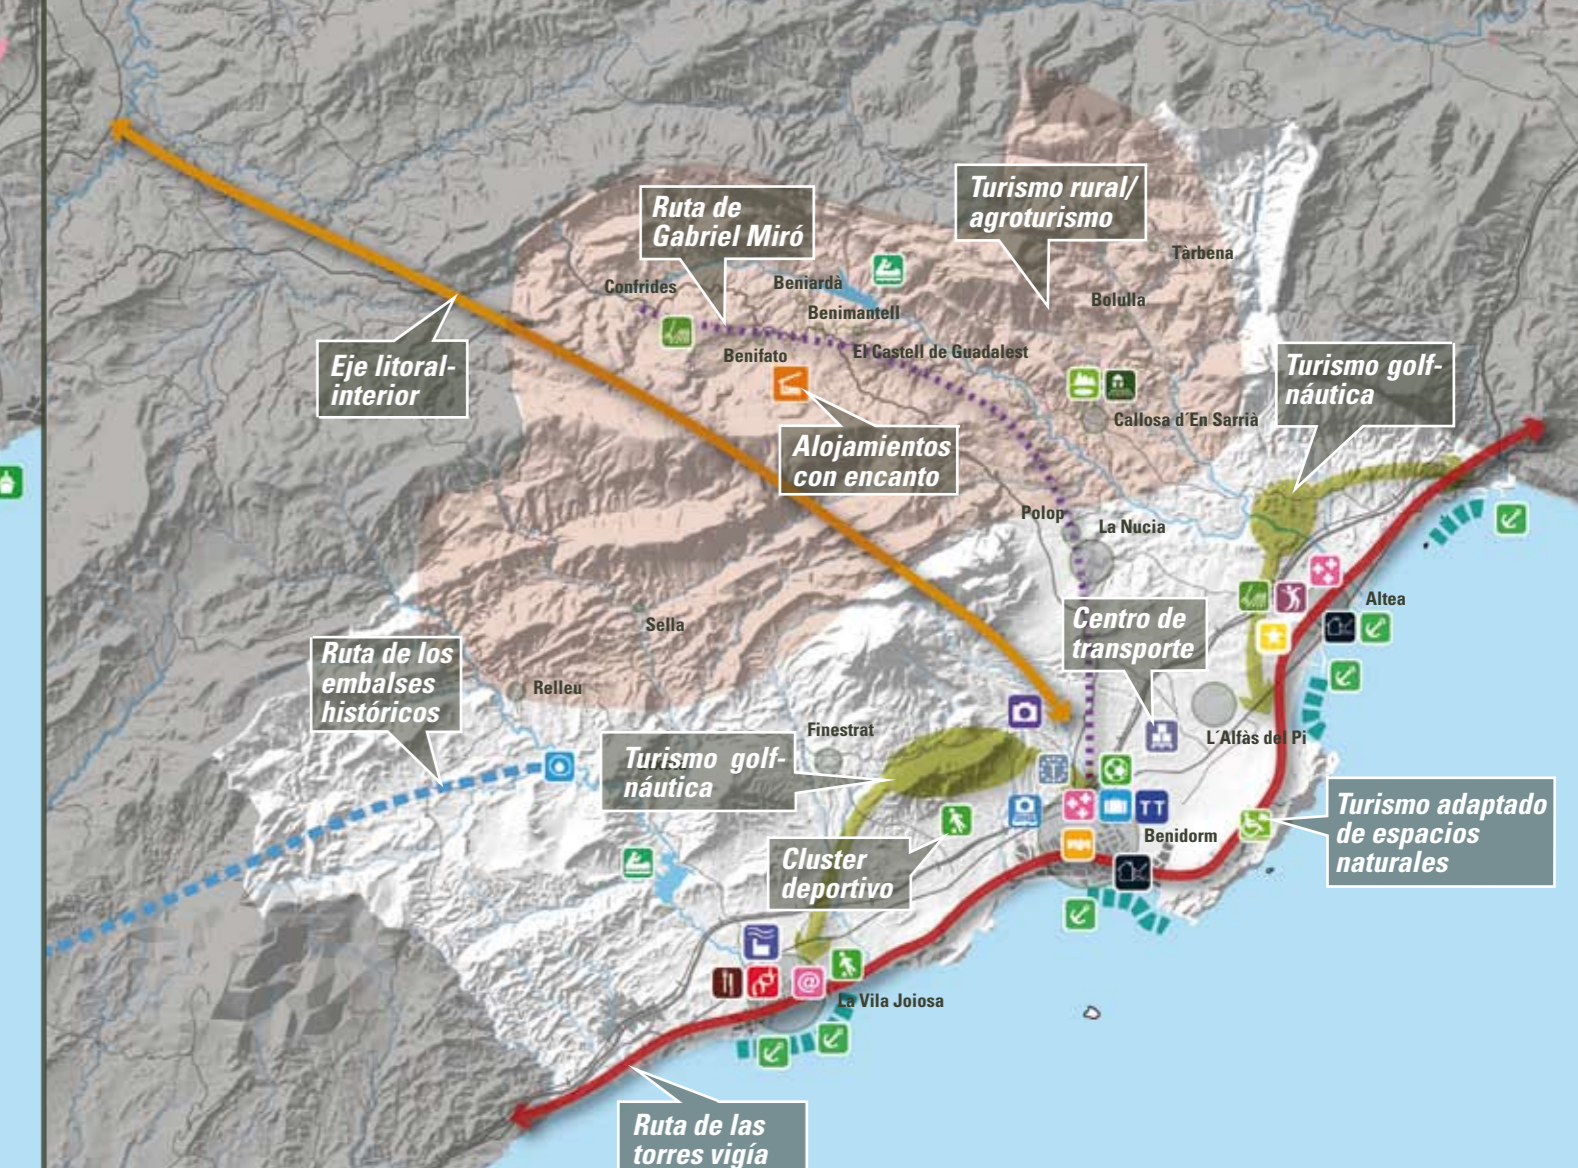 Turismo rural/
agroturismo
Ruta de
Gabriel Miró
Tàrbena
Confrides
Beniardà
Bolulla
Benimantell
Eje litoral-
interior
Benifato
El Castell de Guadalest
Turismo golf-
náutica
Callosa d´En Sarrià
Alojamientos
con encanto
Polop
La Nucia
Altea
Sella
Centro de
transporte
Ruta de los
embalses
históricos
Relleu
Finestrat
L´Alfàs del Pi
Turismo golf-
náutica
TT
Benidorm
Turismo adaptado
de espacios
naturales
Cluster
deportivo
@
La Vila Joiosa
Ruta de las
torres vigía